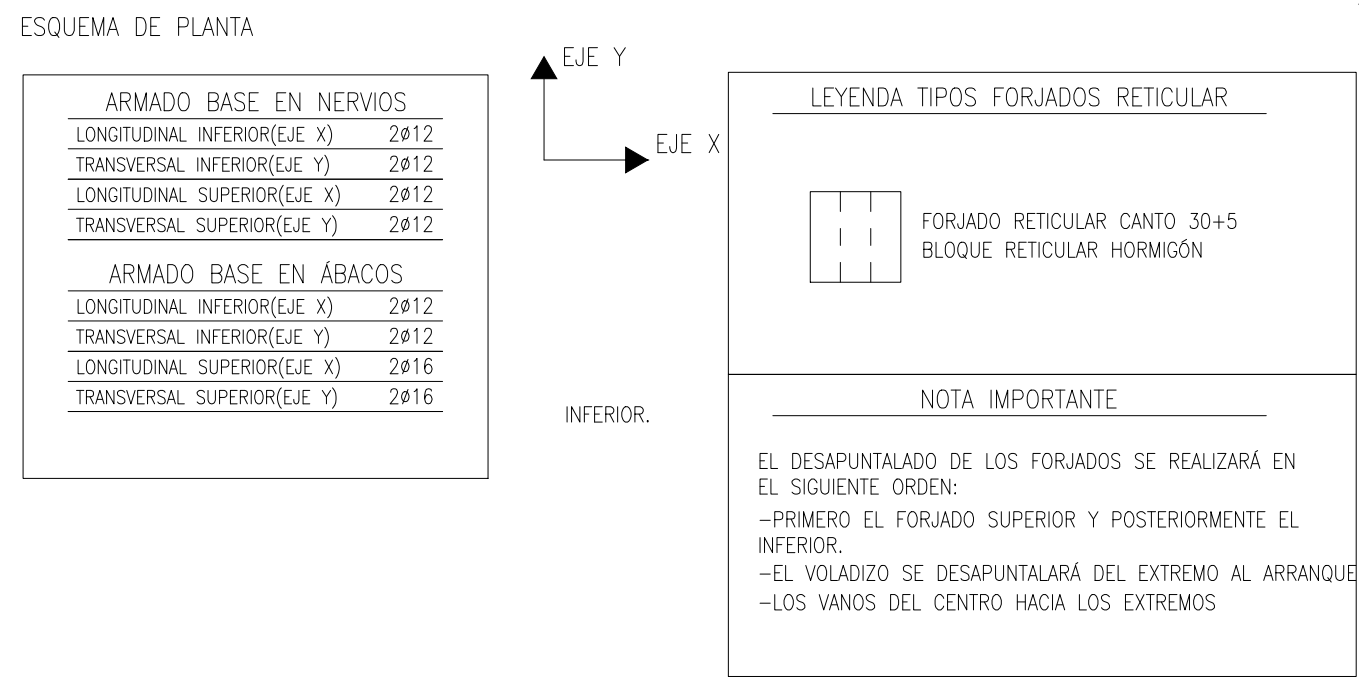 ESQUEMA DE PLANTA
ARMADO BASE EN NERVIOS
LONGITUDINAL INFERIOR(EJE X) 2ø12
TRANSVERSAL INFERIOR(EJE Y) 2ø12
LONGITUDINAL SUPERIOR(EJE X) 2ø12
TRANSVERSAL SUPERIOR(EJE Y) 2ø12
ARMADO BASE EN ÁBACOS
LONGITUDINAL INFERIOR(EJE X) 2ø12
TRANSVERSAL INFERIOR(EJE Y) 2ø12
LONGITUDINAL SUPERIOR(EJE X) 2ø16
TRANSVERSAL SUPERIOR(EJE Y) 2ø16
EJE Y
EJE X
INFERIOR.
LEYENDA TIPOS FORJADOS RETICULAR
FORJADO RETICULAR CANTO 30+5
BLOQUE RETICULAR HORMIGÓN
NOTA IMPORTANTE
EL DESAPUNTALADO DE LOS FORJADOS SE REALIZARÁ EN
EL SIGUIENTE ORDEN:
-PRIMERO EL FORJADO SUPERIOR Y POSTERIORMENTE EL
INFERIOR.
-EL VOLADIZO SE DESAPUNTALARÁ DEL EXTREMO AL ARRANQUE
-LOS VANOS DEL CENTRO HACIA LOS EXTREMOS